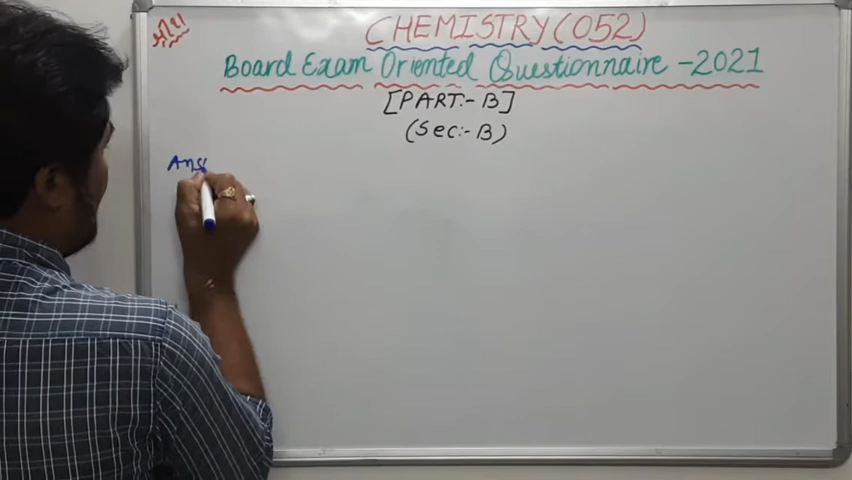 श्री ॥
CHEMISTRY (052)
Board Exam Oriented Questionnaire - 2021
[PART:- B]
(Sec:- B)
Ans